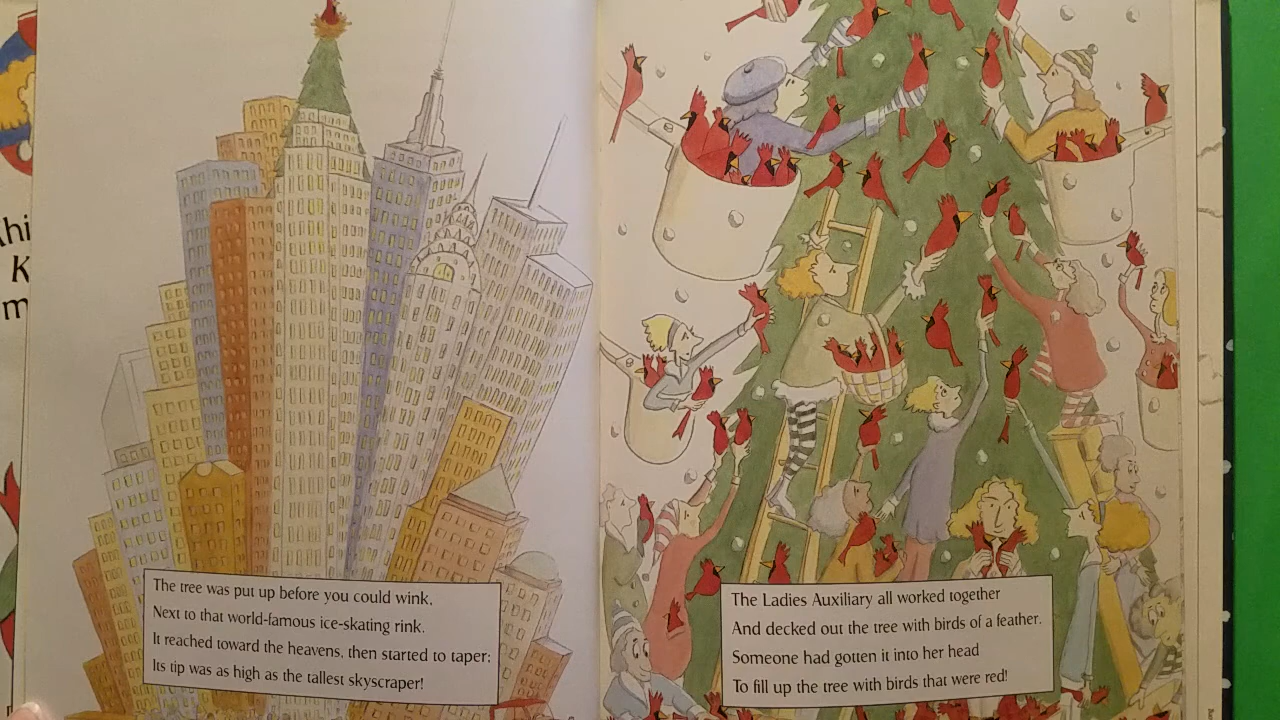 The tree was put up before you could wink,
Next to that world-famous ice-skating rink.
It reached toward the heavens, then started to taper:
Its tip was as high as the tallest skyscraper!
The Ladies Auxiliary all worked together
And decked out the tree with birds of a feather.
Someone had gotten it into her head
To fill up the tree with birds that were red!